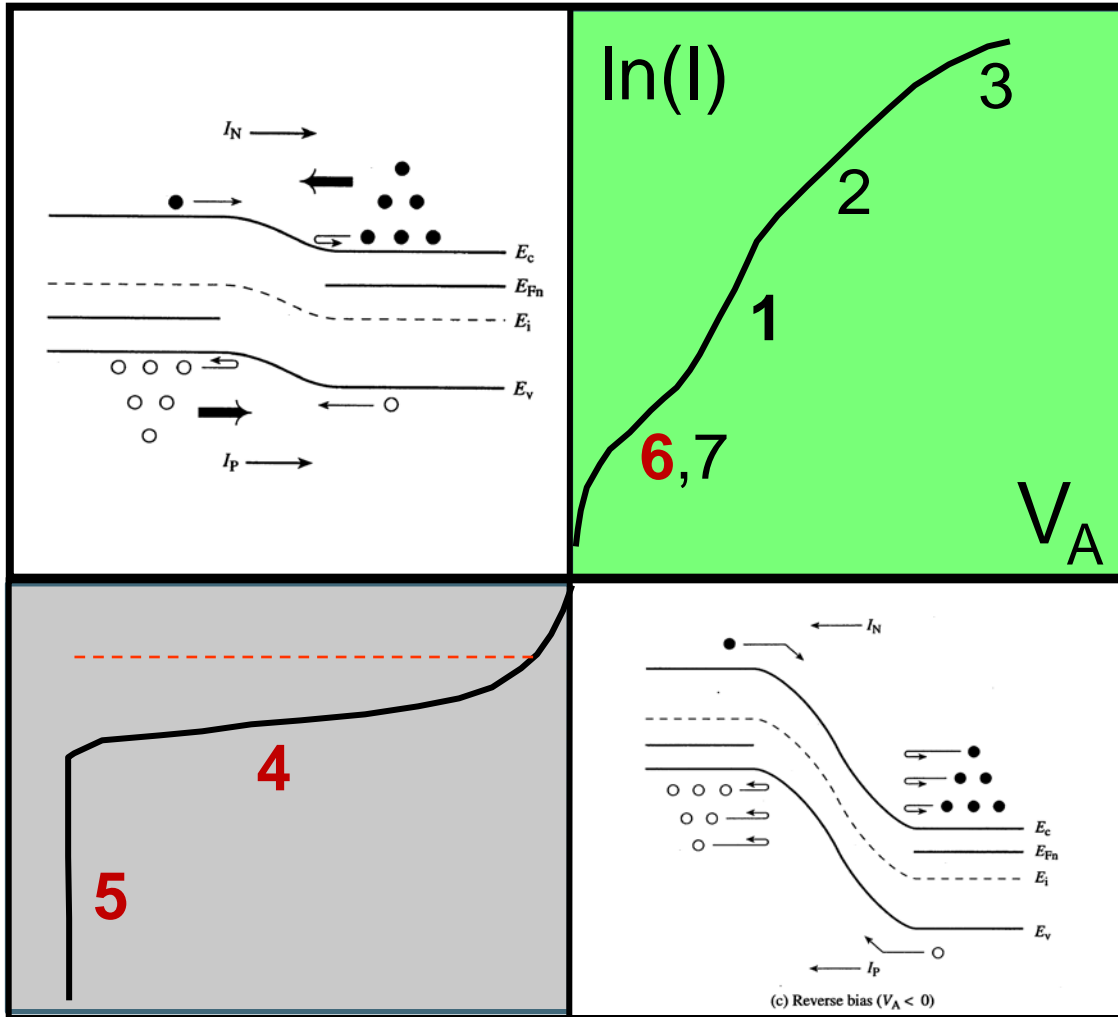 I_N
E_c
E_Fn
E_i
E_v
I_P
ln(I)
3
2
1
6,7
V_A
4
5
I_N
E_c
E_Fn
E_i
E_v
I_P
(c) Reverse bias (V_A < 0)